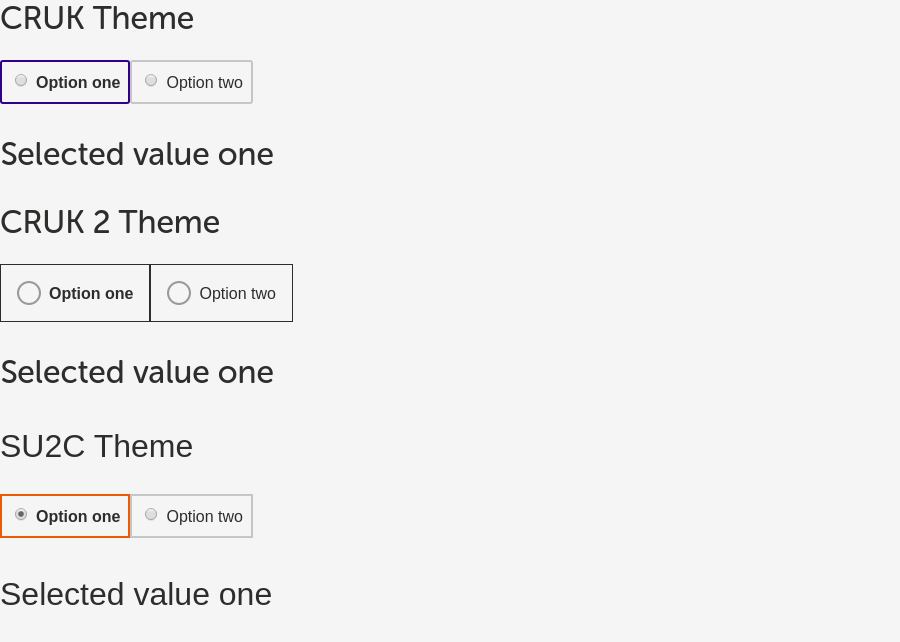 CRUK Theme
Option one Option two
Selected value one
CRUK 2 Theme
Option one Option two
Selected value one
SU2C Theme
Option one Option two
Selected value one